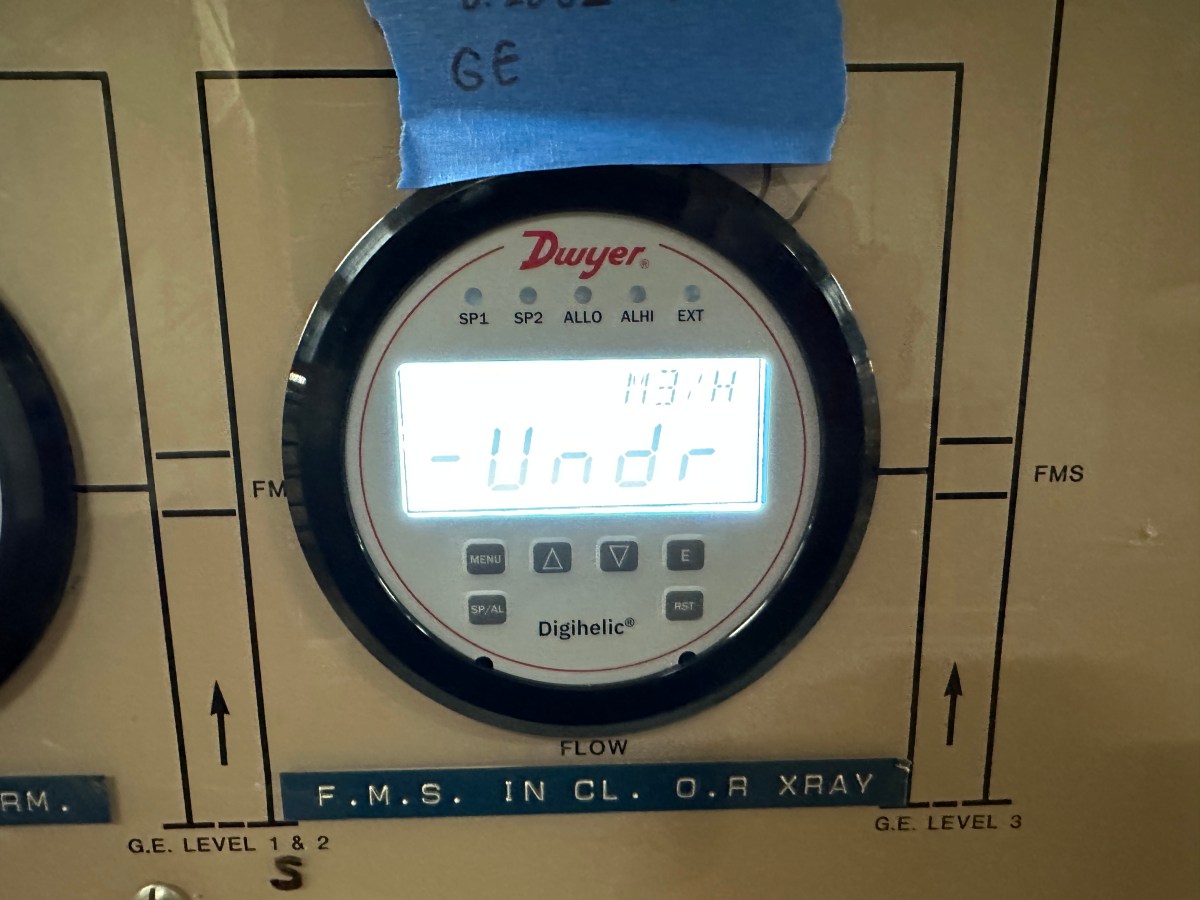 GE
Dwyer®
SP1 SP2 ALLO ALHI EXT
M3/H
-Undr
FMS
MENU E
SP/AL RST
Digihelic®
FLOW
RM.
F.M.S. IN CL. O.R XRAY
G.E. LEVEL 1 & 2
G.E. LEVEL 3
S